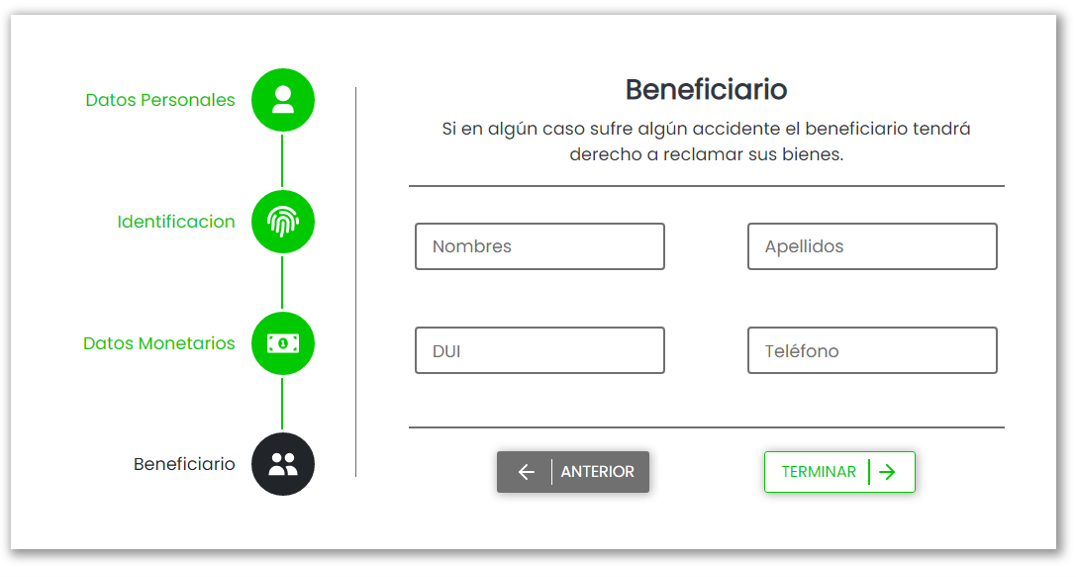 Datos Personales
Identificacion
Datos Monetarios
1
Beneficiario
Beneficiario
Si en algún caso sufre algún accidente el beneficiario tendrá
derecho a reclamar sus bienes.
Nombres
Apellidos
DUI
Teléfono
ANTERIOR
TERMINAR